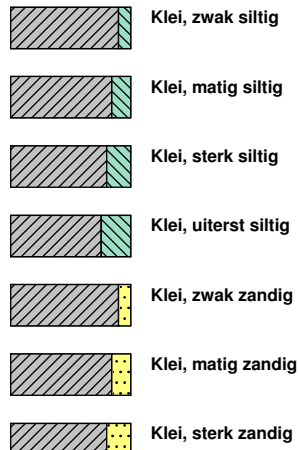 Klei, zwak siltig
Klei, matig siltig
Klei, sterk siltig
Klei, uiterst siltig
Klei, zwak zandig
Klei, matig zandig
Klei, sterk zandig